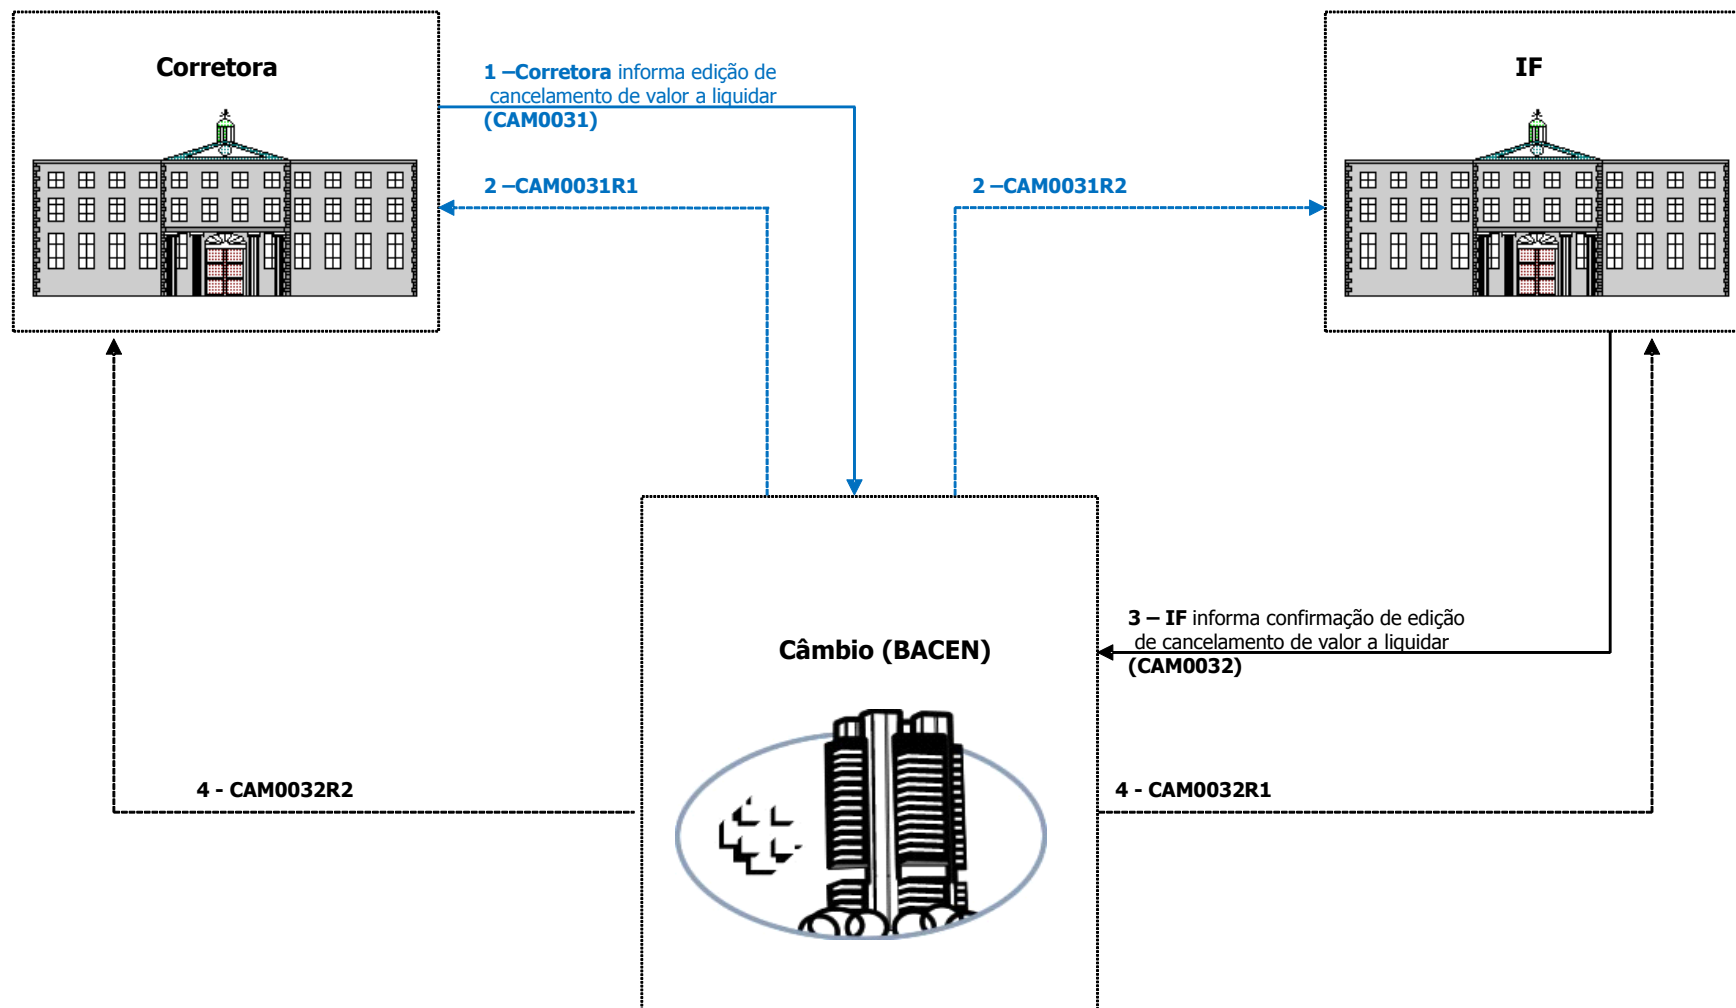 Corretora
IF
1 –Corretora informa edição de
cancelamento de valor a liquidar
(CAM0031)
2 –CAM0031R1
2 –CAM0031R2
3 – IF informa confirmação de edição
de cancelamento de valor a liquidar
(CAM0032)
Câmbio (BACEN)
4 - CAM0032R2
4 - CAM0032R1